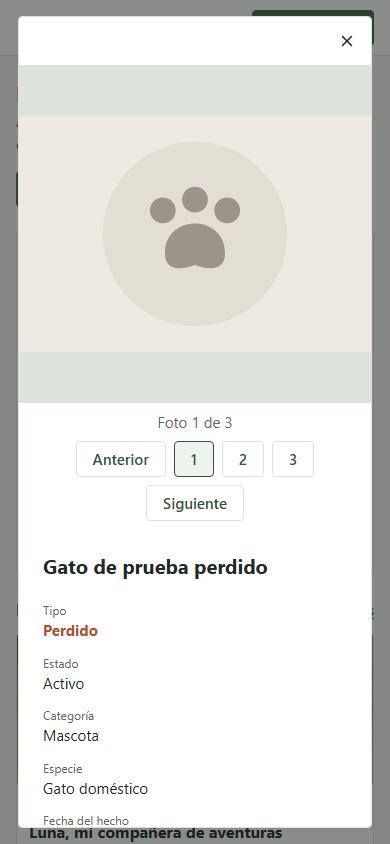 Foto 1 de 3
Anterior 1 2 3
Siguiente
Gato de prueba perdido
Tipo
Perdido
Estado
Activo
Categoría
Mascota
Especie
Gato doméstico
Fecha del hecho
Luna, mi compañera de aventuras